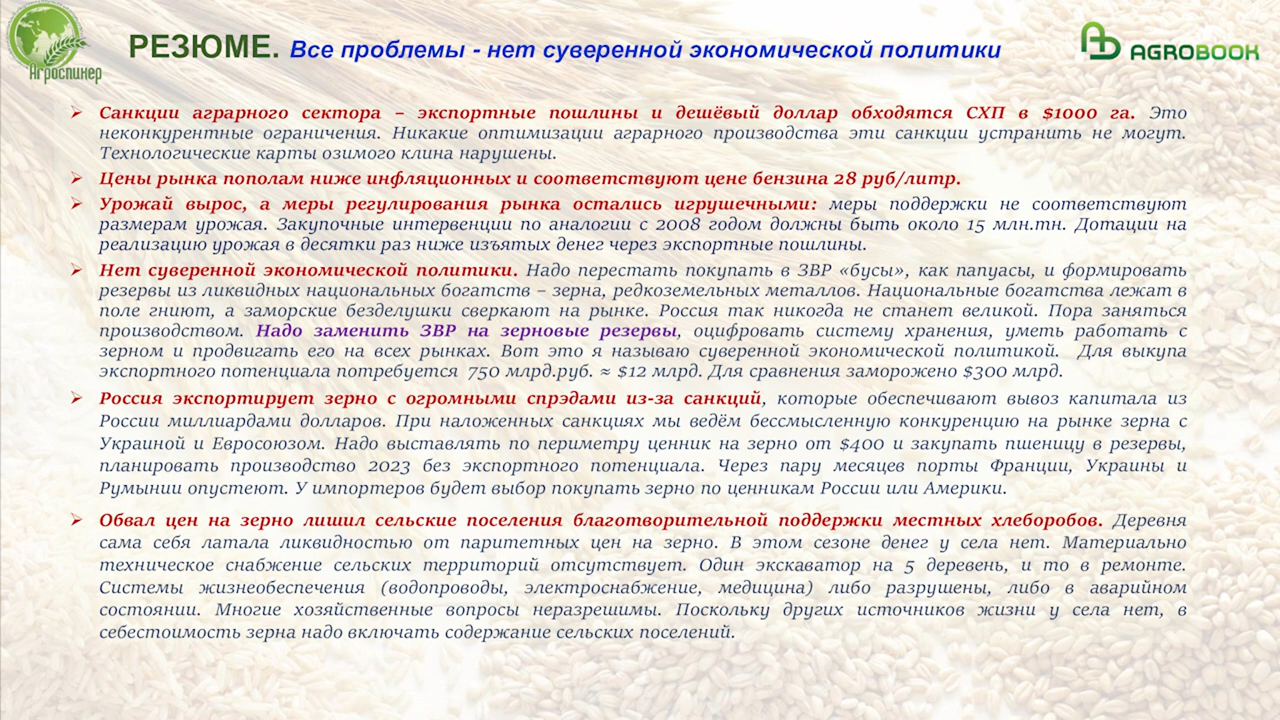 РЕЗЮМЕ. Все проблемы - нет суверенной экономической политики
Агроспикер
AGROBOOK
➢ Санкции аграрного сектора – экспортные пошлины и дешёвый доллар обходятся СХП в $1000 га. Это
неконкурентные ограничения. Никакие оптимизации аграрного производства эти санкции устранить не могут.
Технологические карты озимого клина нарушены.
➢ Цены рынка пополам ниже инфляционных и соответствуют цене бензина 28 руб/литр.
➢ Урожай вырос, а меры регулирования рынка остались игрушечными: меры поддержки не соответствуют
размерам урожая. Закупочные интервенции по аналогии с 2008 годом должны быть около 15 млн.тн. Дотации на
реализацию урожая в десятки раз ниже изъятых денег через экспортные пошлины.
➢ Нет суверенной экономической политики. Надо перестать покупать в ЗВР «бусы», как папуасы, и формировать
резервы из ликвидных национальных богатств – зерна, редкоземельных металлов. Национальные богатства лежат в
поле гниют, а заморские безделушки сверкают на рынке. Россия так никогда не станет великой. Пора заняться
производством. Надо заменить ЗВР на зерновые резервы, оцифровать систему хранения, уметь работать с
зерном и продвигать его на всех рынках. Вот это я называю суверенной экономической политикой. Для выкупа
экспортного потенциала потребуется 750 млрд.руб. ≈ $12 млрд. Для сравнения заморожено $300 млрд.
➢ Россия экспортирует зерно с огромными спрэдами из-за санкций, которые обеспечивают вывоз капитала из
России миллиардами долларов. При наложенных санкциях мы ведём бессмысленную конкуренцию на рынке зерна с
Украиной и Евросоюзом. Надо выставлять по периметру ценник на зерно от $400 и закупать пшеницу в резервы,
планировать производство 2023 без экспортного потенциала. Через пару месяцев порты Франции, Украины и
Румынии опустеют. У импортеров будет выбор покупать зерно по ценникам России или Америки.
➢ Обвал цен на зерно лишил сельские поселения благотворительной поддержки местных хлеборобов. Деревня
сама себя латала ликвидностью от паритетных цен на зерно. В этом сезоне денег у села нет. Материально
техническое снабжение сельских территорий отсутствует. Один экскаватор на 5 деревень, и то в ремонте.
Системы жизнеобеспечения (водопроводы, электроснабжение, медицина) либо разрушены, либо в аварийном
состоянии. Многие хозяйственные вопросы неразрешимы. Поскольку других источников жизни у села нет, в
себестоимость зерна надо включать содержание сельских поселений.